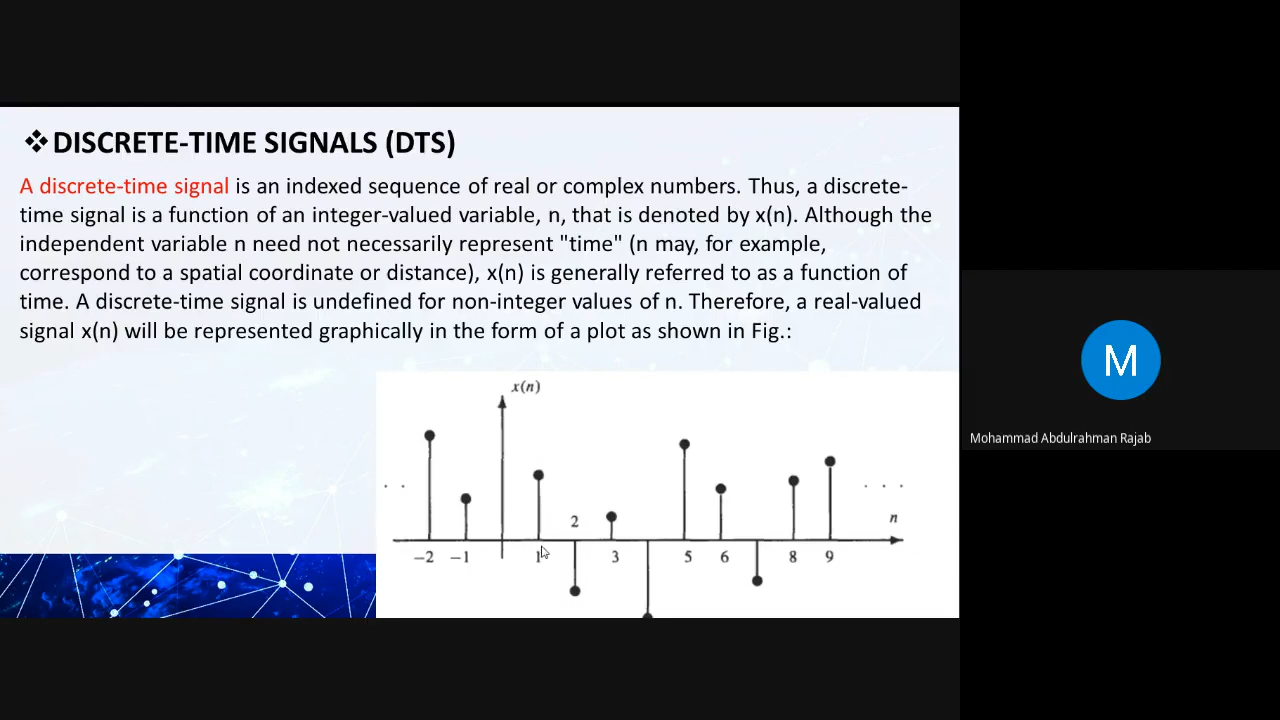 ❖DISCRETE-TIME SIGNALS (DTS)
A discrete-time signal is an indexed sequence of real or complex numbers. Thus, a discrete-
time signal is a function of an integer-valued variable, n, that is denoted by x(n). Although the
independent variable n need not necessarily represent "time" (n may, for example,
correspond to a spatial coordinate or distance), x(n) is generally referred to as a function of
time. A discrete-time signal is undefined for non-integer values of n. Therefore, a real-valued
signal x(n) will be represented graphically in the form of a plot as shown in Fig.:
x(n)
. .
. . .
2
n
−2 −1 1 3 5 6 8 9
M
Mohammad Abdulrahman Rajab